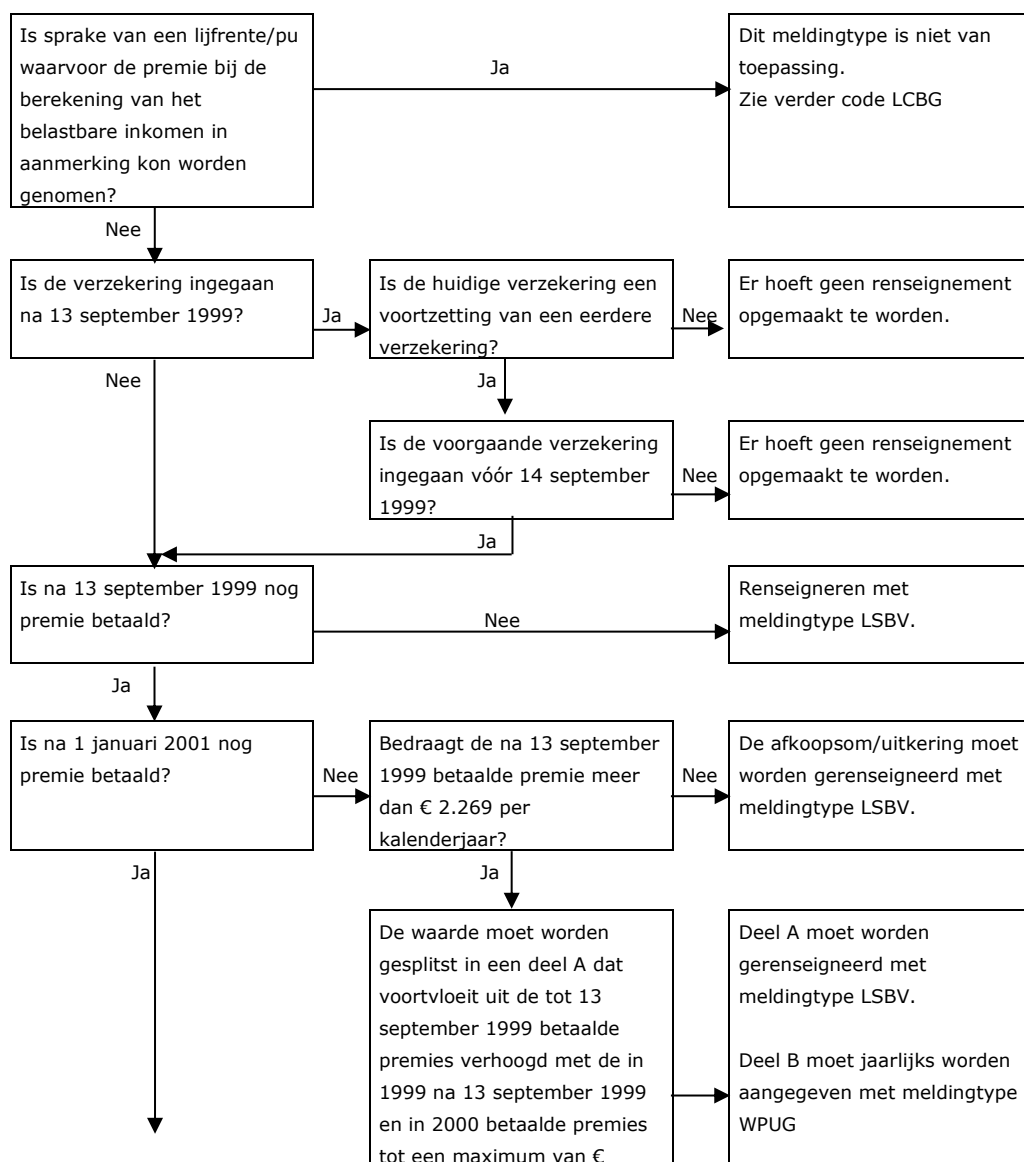 Is sprake van een lijfrente/pu
waarvoor de premie bij de
berekening van het
belastbare inkomen in
aanmerking kon worden
genomen?
Ja
Dit meldingtype is niet van
toepassing.
Zie verder code LCBG
Nee
Is de verzekering ingegaan
na 13 september 1999?
Ja
Is de huidige verzekering een
voortzetting van een eerdere
verzekering?
Nee
Er hoeft geen renseignement
opgemaakt te worden.
Nee
Ja
Is de voorgaande verzekering
ingegaan vóór 14 september
1999?
Nee
Er hoeft geen renseignement
opgemaakt te worden.
Ja
Is na 13 september 1999 nog
premie betaald?
Nee
Renseigneren met
meldingtype LSBV.
Ja
Is na 1 januari 2001 nog
premie betaald?
Nee
Bedraagt de na 13 september
1999 betaalde premie meer
dan € 2.269 per
kalenderjaar?
Nee
De afkoopsom/uitkering moet
worden gerenseigneerd met
meldingtype LSBV.
Ja
Ja
De waarde moet worden
gesplitst in een deel A dat
voortvloeit uit de tot 13
september 1999 betaalde
premies verhoogd met de in
1999 na 13 september 1999
en in 2000 betaalde premies
tot een maximum van €
Deel A moet worden
gerenseigneerd met
meldingtype LSBV.
Deel B moet jaarlijks worden
aangegeven met meldingtype
WPUG